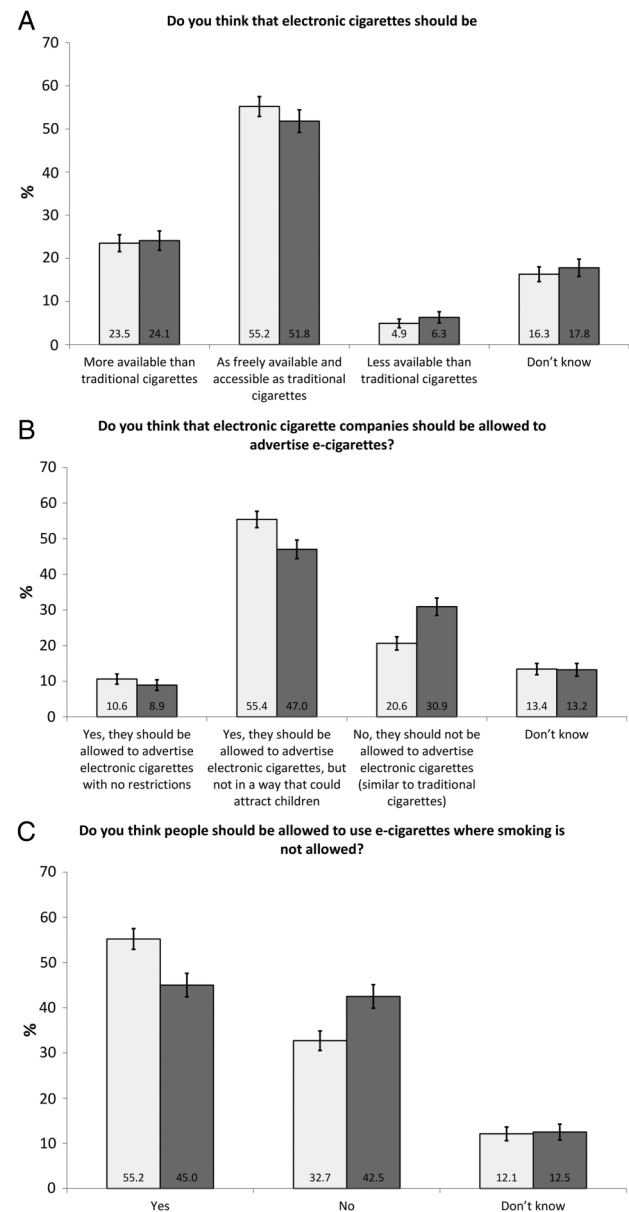 A
Do you think that electronic cigarettes should be
70
60
50
40
30
20
10
0
%
23.5
24.1
55.2
51.8
4.9
6.3
16.3
17.8
More available than
traditional cigarettes
As freely available and
accessible as traditional
cigarettes
Less available than
traditional cigarettes
Don't know
B
Do you think that electronic cigarette companies should be allowed to
advertise e-cigarettes?
70
60
50
40
30
20
10
0
%
10.6
8.9
55.4
47.0
20.6
30.9
13.4
13.2
Yes, they should be
allowed to advertise
electronic cigarettes
with no restrictions
Yes, they should be
allowed to advertise
electronic cigarettes, but
not in a way that could
attract children
No, they should not be
allowed to advertise
electronic cigarettes
(similar to traditional
cigarettes)
Don't know
C
Do you think people should be allowed to use e-cigarettes where smoking is
not allowed?
70
60
50
40
30
20
10
0
%
55.2
45.0
32.7
42.5
12.1
12.5
Yes
No
Don't know